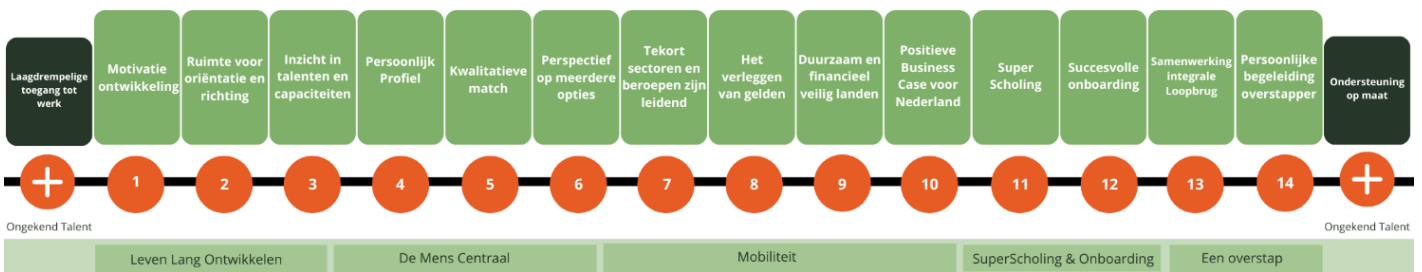 Laagdrempelige
toegang tot
werk
Motivatie
ontwikkeling
Ruimte voor
oriëntatie en
richting
Inzicht in
talenten en
capaciteiten
Persoonlijk
Profiel
Kwalitatieve
match
Perspectief
op meerdere
opties
Tekort
sectoren en
beroepen zijn
leidend
Het
verleggen
van gelden
Duurzaam en
financieel
veilig landen
Positieve
Business
Case voor
Nederland
Super
Scholing
Succesvolle
onboarding
Samenwerking
integrale
Loopbrug
Persoonlijke
begeleiding
overstapper
Ondersteuning
op maat
+ 1 2 3 4 5 6 7 8 9 10 11 12 13 14 +
Ongekend Talent
Ongekend Talent
Leven Lang Ontwikkelen
De Mens Centraal
Mobiliteit
SuperScholing & Onboarding
Een overstap